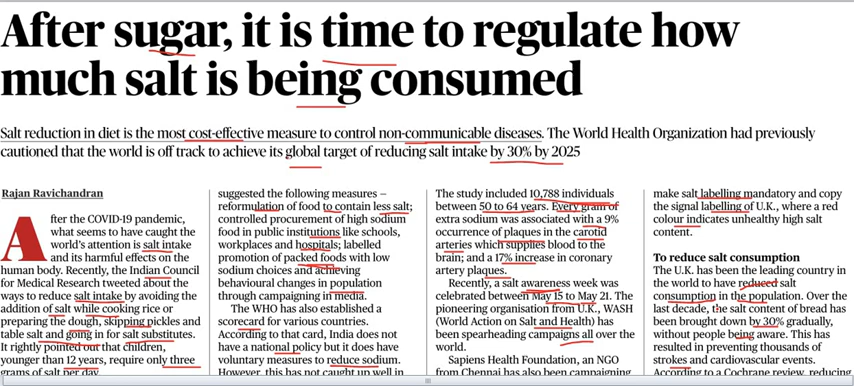 After sugar, it is time to regulate how
much salt is being consumed
Salt reduction in diet is the most cost-effective measure to control non-communicable diseases. The World Health Organization had previously
cautioned that the world is off track to achieve its global target of reducing salt intake by 30% by 2025
Rajan Ravichandran
After the COVID-19 pandemic,
what seems to have caught the
world's attention is salt intake
and its harmful effects on the
human body. Recently, the Indian Council
for Medical Research tweeted about the
ways to reduce salt intake by avoiding the
addition of salt while cooking rice or
preparing the dough, skipping pickles and
table salt and going in for salt substitutes.
It rightly pointed out that children,
younger than 12 years, require only three
grams of salt per day.
suggested the following measures –
reformulation of food to contain less salt;
controlled procurement of high sodium
food in public institutions like schools,
workplaces and hospitals; labelled
promotion of packed foods with low
sodium choices and achieving
behavioural changes in population
through campaigning in media.
The WHO has also established a
scorecard for various countries.
According to that card, India does not
have a national policy but it does have
voluntary measures to reduce sodium.
However, this has not caught up well in
The study included 10,788 individuals
between 50 to 64 years. Every gram of
extra sodium was associated with a 9%
occurrence of plaques in the carotid
arteries which supplies blood to the
brain; and a 17% increase in coronary
artery plaques.
Recently, a salt awareness week was
celebrated between May 15 to May 21. The
pioneering organisation from U.K., WASH
(World Action on Salt and Health) has
been spearheading campaigns all over the
world.
Sapiens Health Foundation, an NGO
from Chennai has also been campaigning
make salt labelling mandatory and copy
the signal labelling of U.K., where a red
colour indicates unhealthy high salt
content.
To reduce salt consumption
The U.K. has been the leading country in
the world to have reduced salt
consumption in the population. Over the
last decade, the salt content of bread has
been brought down by 30% gradually,
without people being aware. This has
resulted in preventing thousands of
strokes and cardiovascular events.
According to a Cochrane review, reducing